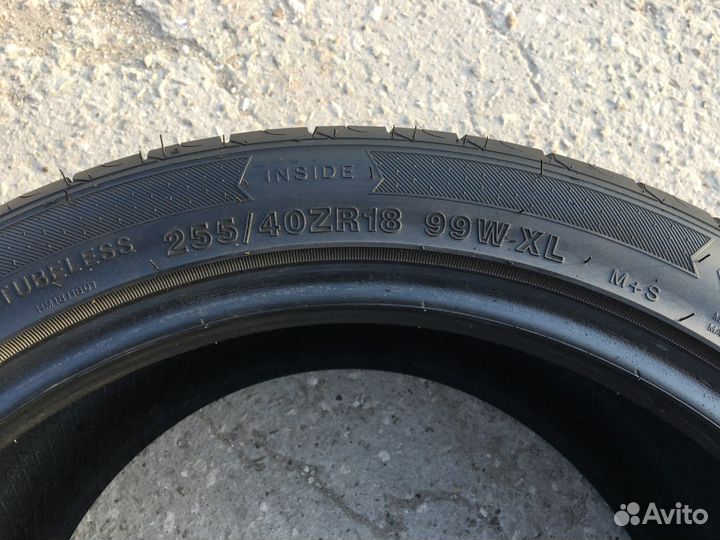 INSIDE
TUBELESS 255/40ZR18 99W XL M+S
Avito